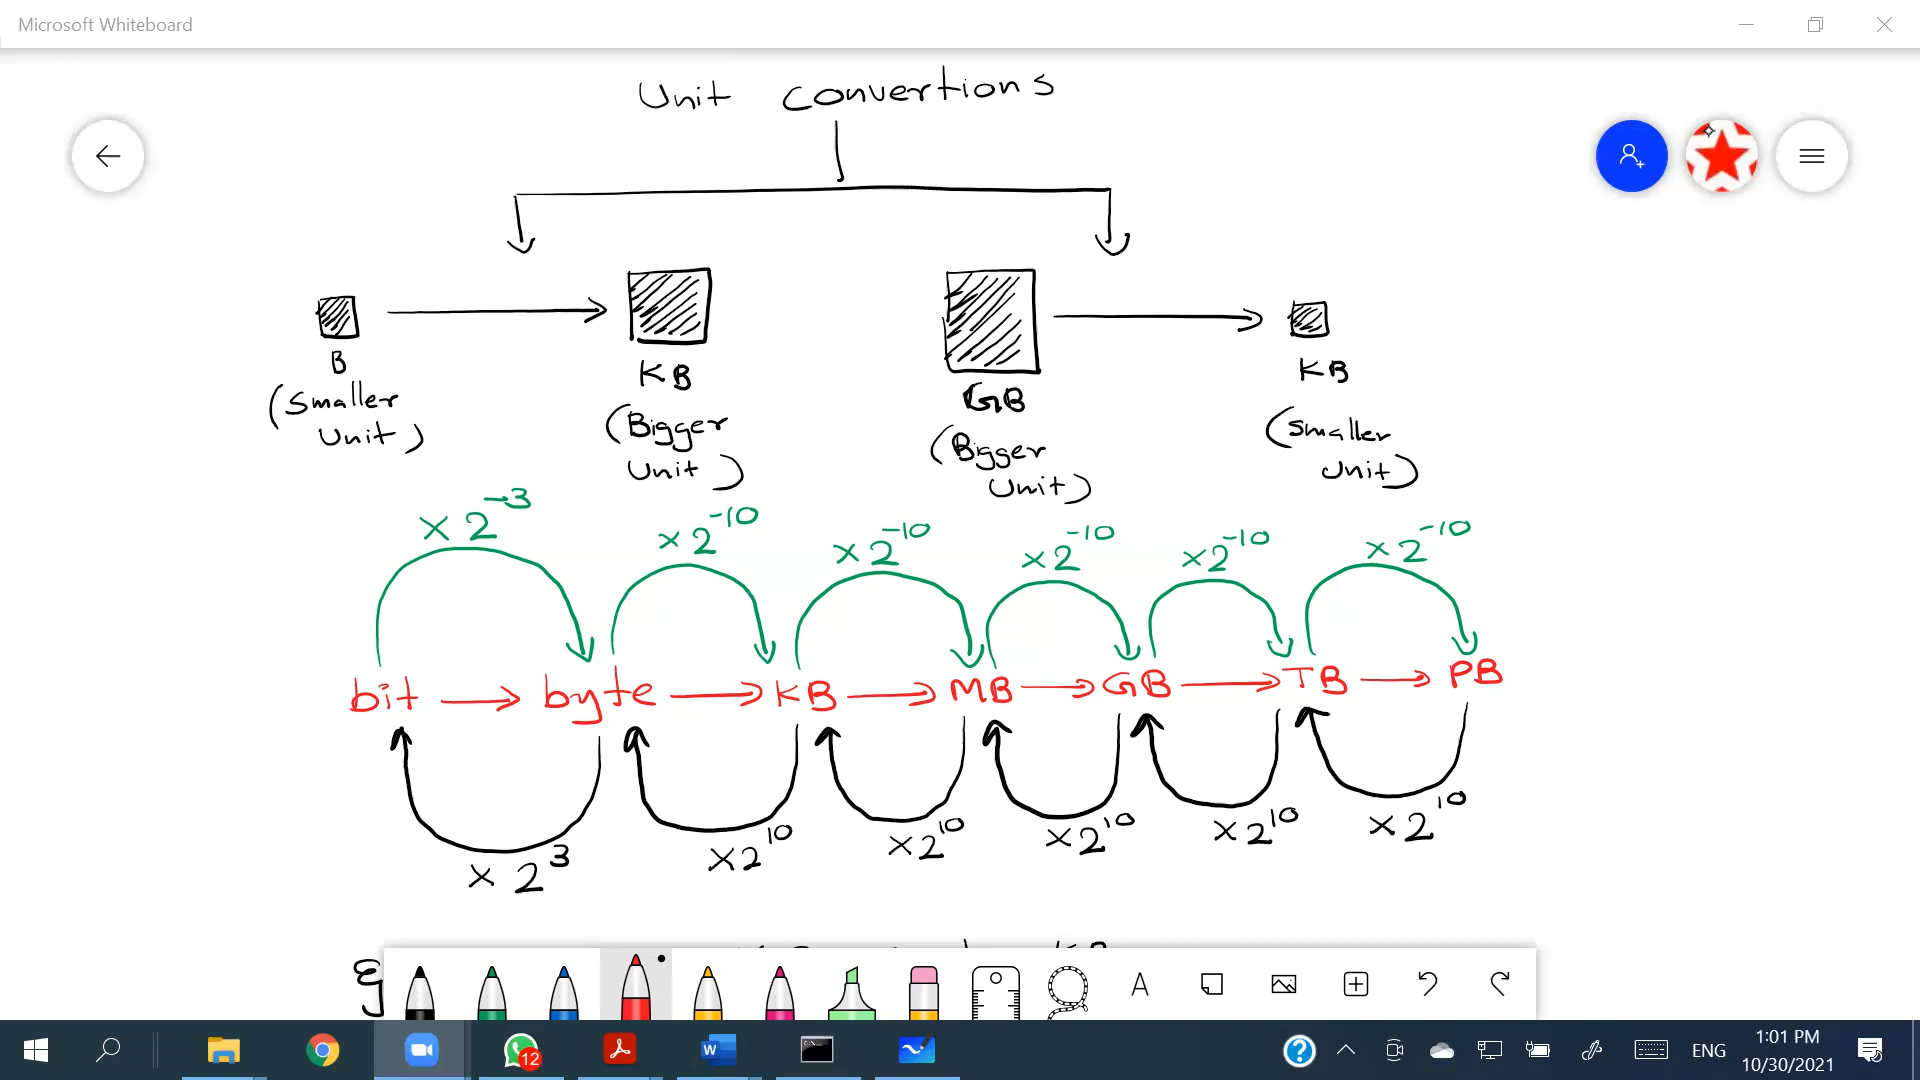 Microsoft Whiteboard
Unit convertions
B
(Smaller
Unit)
KB
(Bigger
Unit)
GB
(Bigger
Unit)
KB
(Smaller
Unit)
×2^-3 ×2^-10 ×2^-10 ×2^-10 ×2^-10 ×2^-10
bit → byte → KB → MB → GB → TB → PB
×2^3 ×2^10 ×2^10 ×2^10 ×2^10 ×2^10
A
12
W
ENG
1:01 PM
10/30/2021